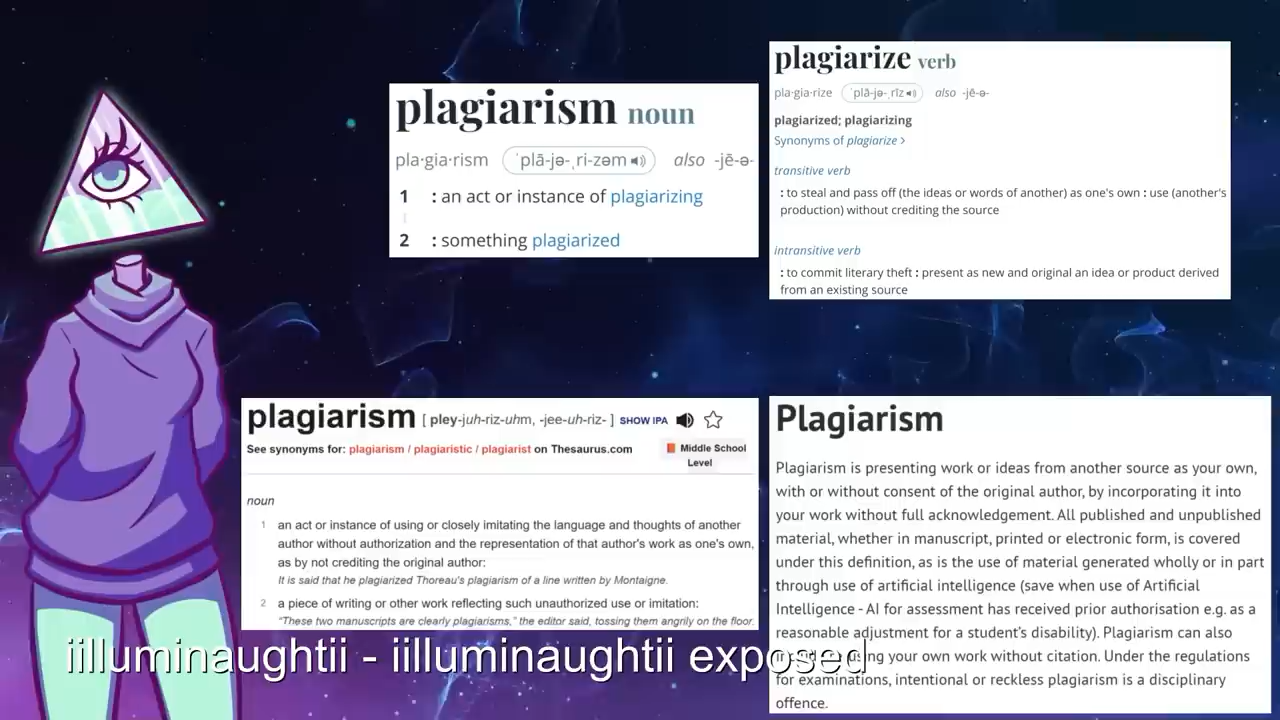 plagiarism noun
pla·gia·rism ˈplā-jə-ˌri-zəm also -jē-ə-
1 : an act or instance of plagiarizing
2 : something plagiarized
plagiarize verb
pla·gia·rize ˈplā-jə-ˌrīz also -jē-ə-
plagiarized; plagiarizing
Synonyms of plagiarize >
transitive verb
: to steal and pass off (the ideas or words of another) as one's own : use (another's
production) without crediting the source
intransitive verb
: to commit literary theft : present as new and original an idea or product derived
from an existing source
plagiarism [ pley-juh-riz-uhm, -jee-uh-riz- ] SHOW IPA
See synonyms for: plagiarism / plagiaristic / plagiarist on Thesaurus.com
Middle School
Level
noun
1 an act or instance of using or closely imitating the language and thoughts of another
author without authorization and the representation of that author's work as one's own,
as by not crediting the original author:
It is said that he plagiarized Thoreau's plagiarism of a line written by Montaigne.
2 a piece of writing or other work reflecting such unauthorized use or imitation:
“These two manuscripts are clearly plagiarisms,” the editor said, tossing them angrily on the floor.
Plagiarism
Plagiarism is presenting work or ideas from another source as your own,
with or without consent of the original author, by incorporating it into
your work without full acknowledgement. All published and unpublished
material, whether in manuscript, printed or electronic form, is covered
under this definition, as is the use of material generated wholly or in part
through use of artificial intelligence (save when use of Artificial
Intelligence - AI for assessment has received prior authorisation e.g. as a
reasonable adjustment for a student's disability). Plagiarism can also
using your own work without citation. Under the regulations
for examinations, intentional or reckless plagiarism is a disciplinary
offence.
iilluminaughtii - iilluminaughtii exposed